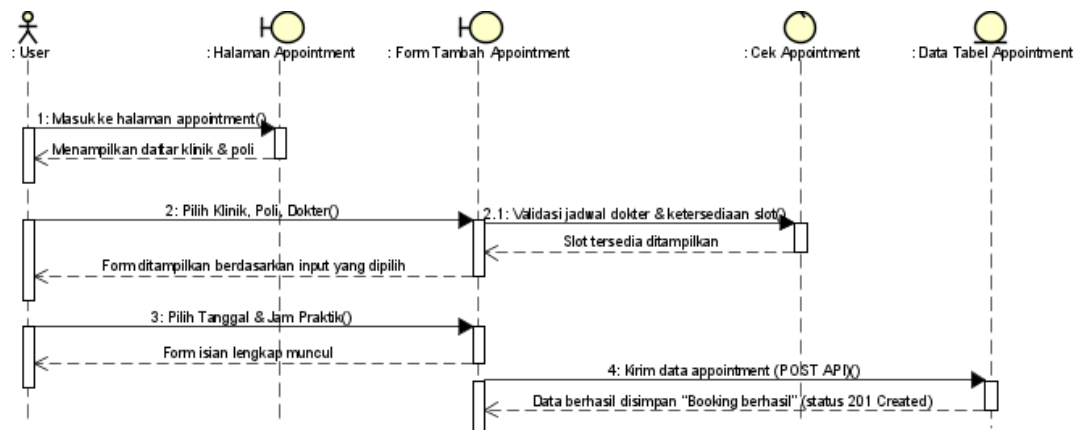 : User
: Halaman Appointment
: Form Tambah Appointment
: Cek Appointment
: Data Tabel Appointment
1: Masuk ke halaman appointment()
Menampilkan daftar klinik & poli
2: Pilih Klinik, Poli, Dokter()
2.1: Validasi jadwal dokter & ketersediaan slot()
Slot tersedia ditampilkan
Form ditampilkan berdasarkan input yang dipilih
3: Pilih Tanggal & Jam Praktik()
Form isian lengkap muncul
4: Kirim data appointment (POST API)()
Data berhasil disimpan "Booking berhasil" (status 201 Created)